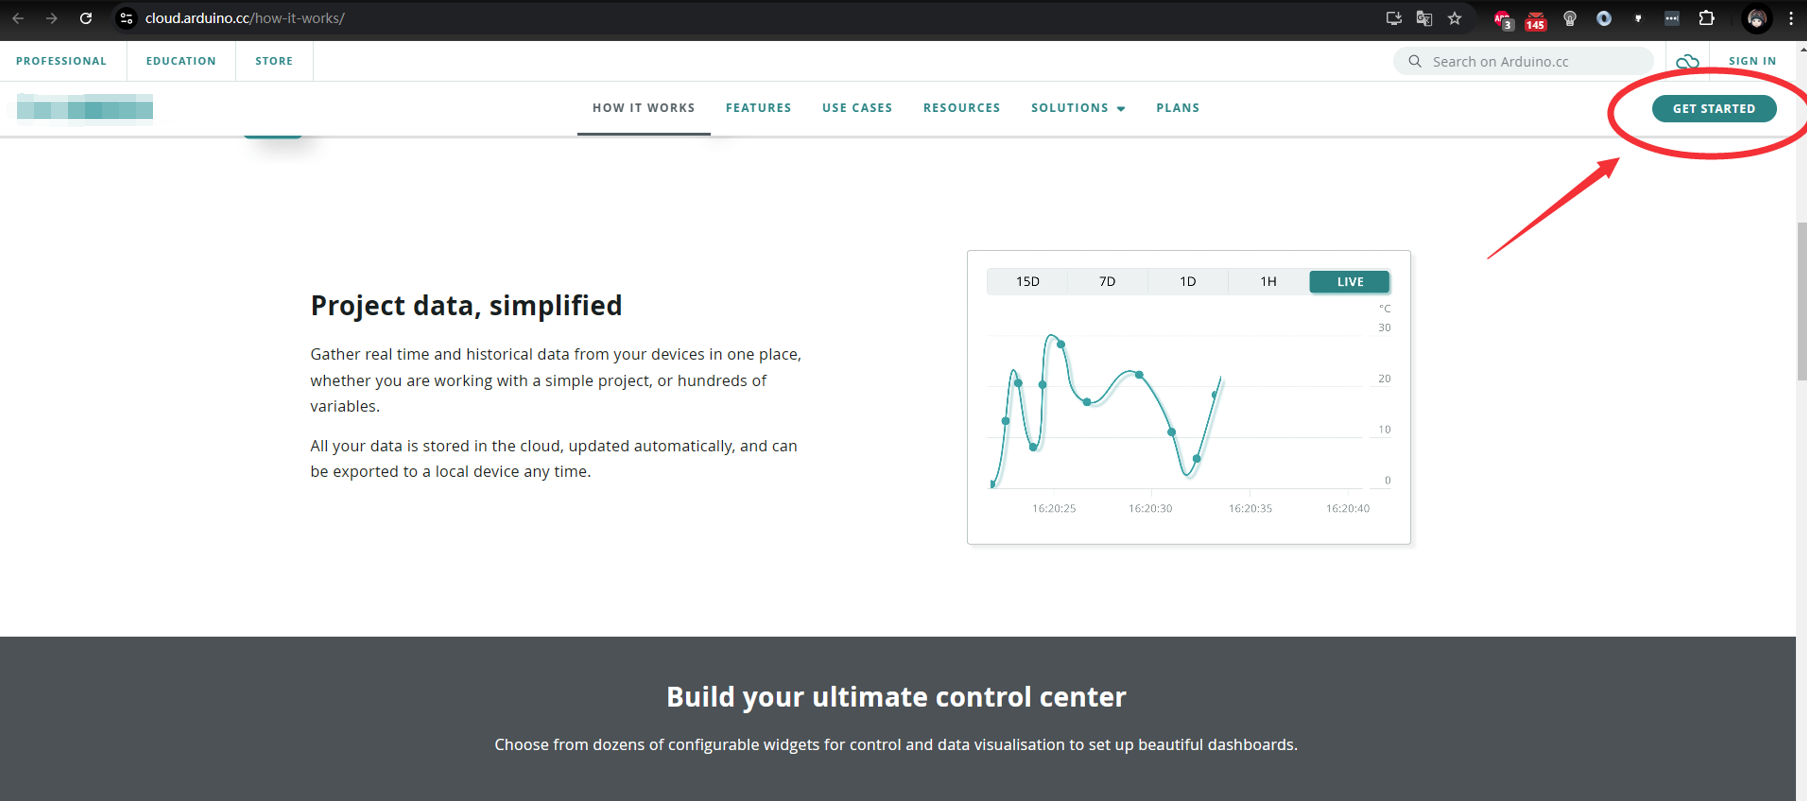 cloud.arduino.cc/how-it-works/
3
145
PROFESSIONAL
EDUCATION
STORE
Search on Arduino.cc
SIGN IN
HOW IT WORKS
FEATURES
USE CASES
RESOURCES
SOLUTIONS
PLANS
GET STARTED
Project data, simplified
Gather real time and historical data from your devices in one place,
whether you are working with a simple project, or hundreds of
variables.
All your data is stored in the cloud, updated automatically, and can
be exported to a local device any time.
15D
7D
1D
1H
LIVE
°C
30
20
10
0
16:20:25
16:20:30
16:20:35
16:20:40
Build your ultimate control center
Choose from dozens of configurable widgets for control and data visualisation to set up beautiful dashboards.